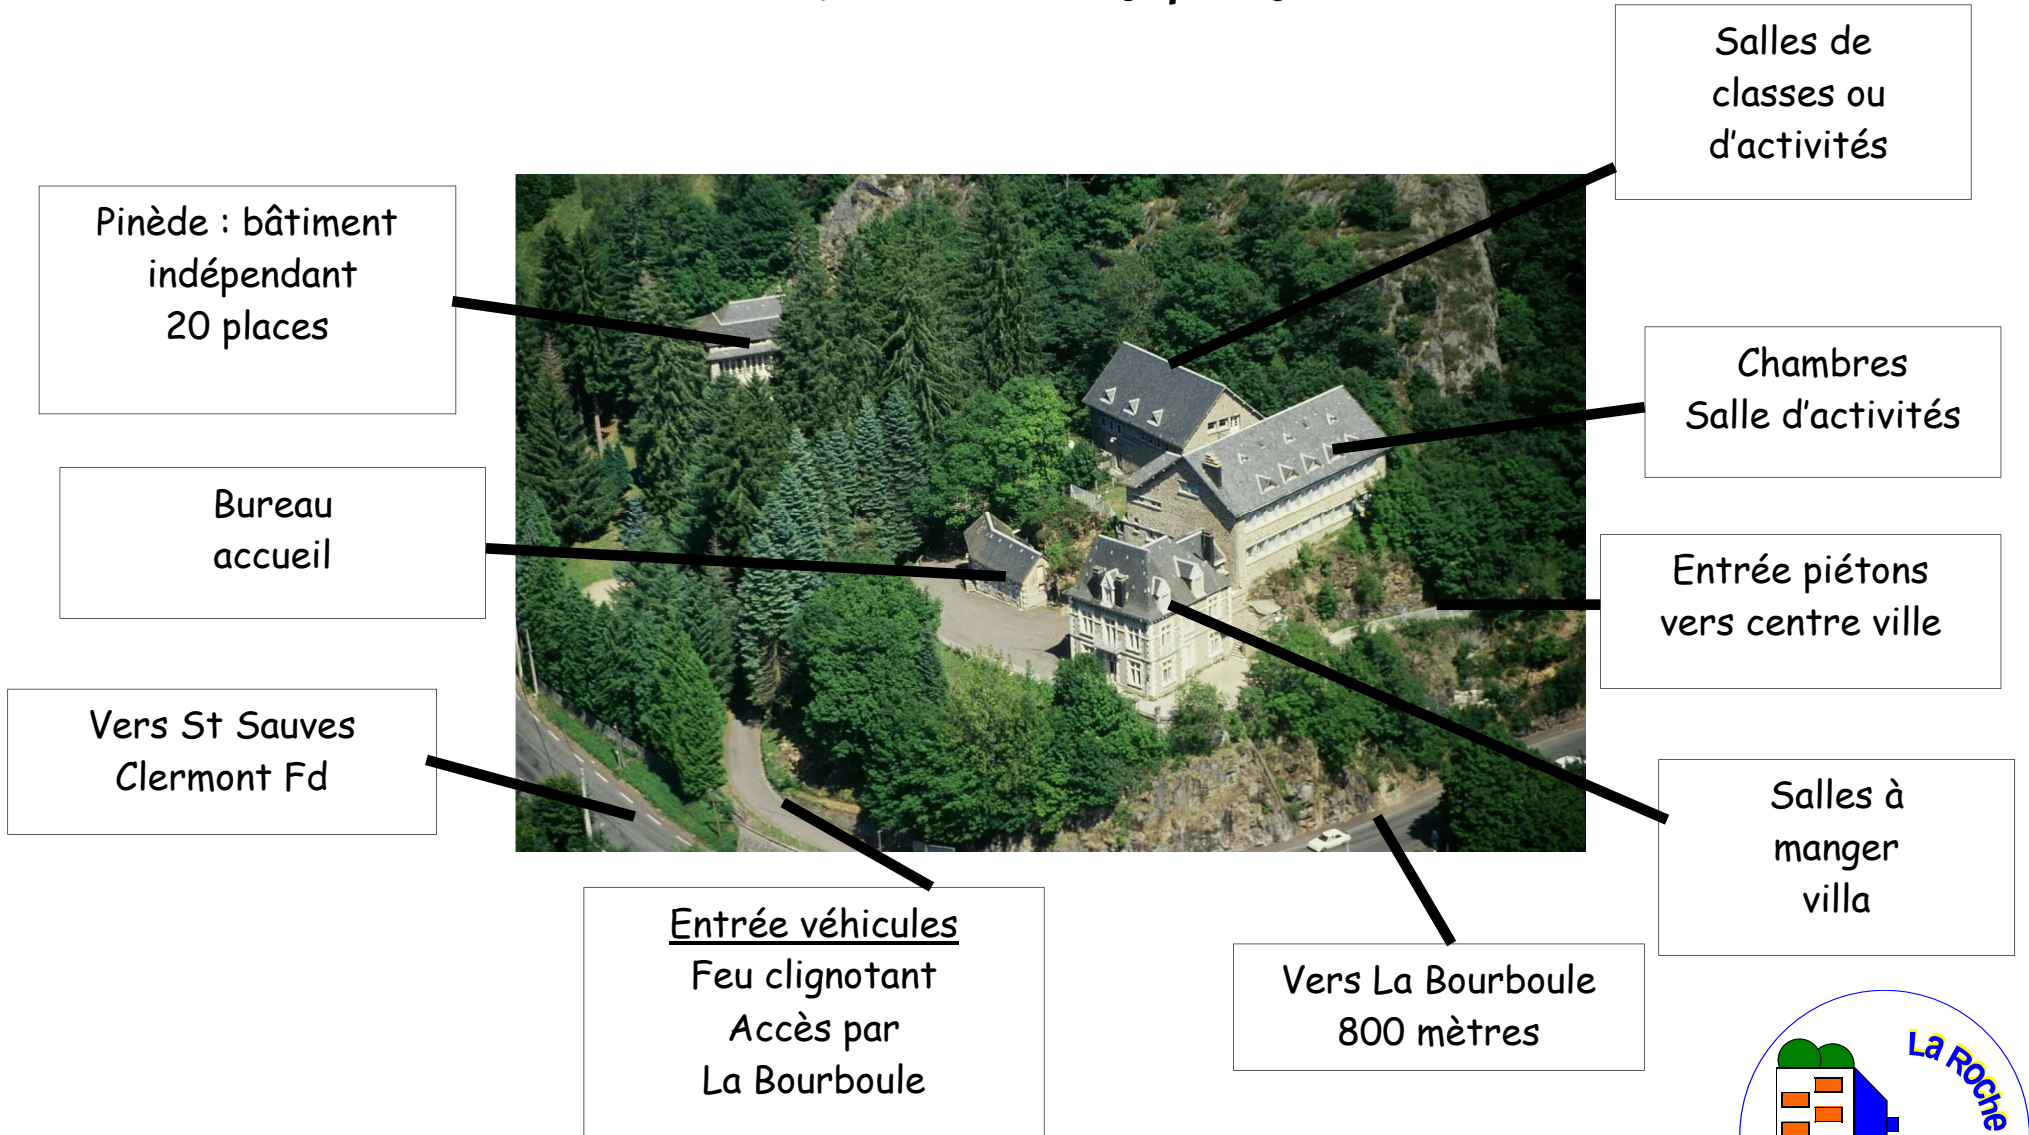 Salles de
classes ou
d'activités
Pinède : bâtiment
indépendant
20 places
Chambres
Salle d'activités
Bureau
accueil
Entrée piétons
vers centre ville
Vers St Sauves
Clermont Fd
Salles à
manger
villa
Entrée véhicules
Feu clignotant
Accès par
La Bourboule
Vers La Bourboule
800 mètres
La Roche